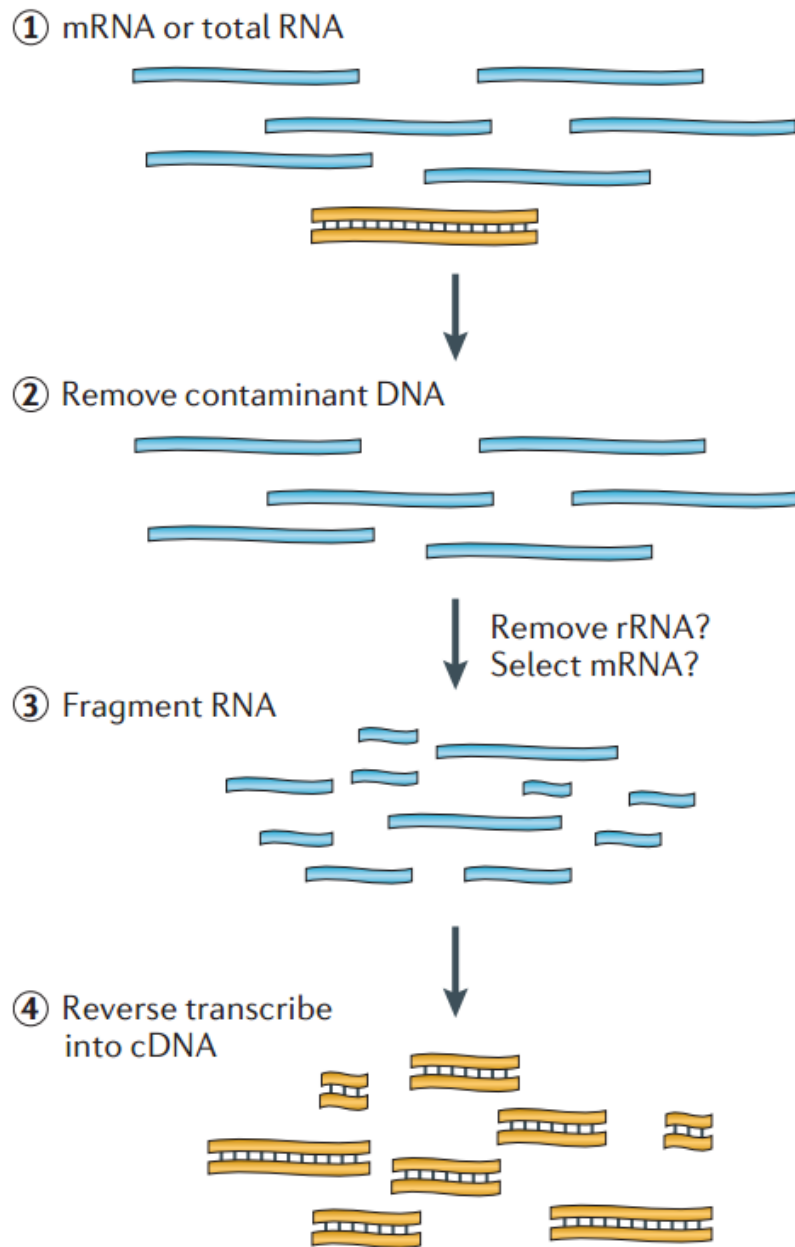 ① mRNA or total RNA
② Remove contaminant DNA
Remove rRNA?
Select mRNA?
③ Fragment RNA
④ Reverse transcribe
into cDNA